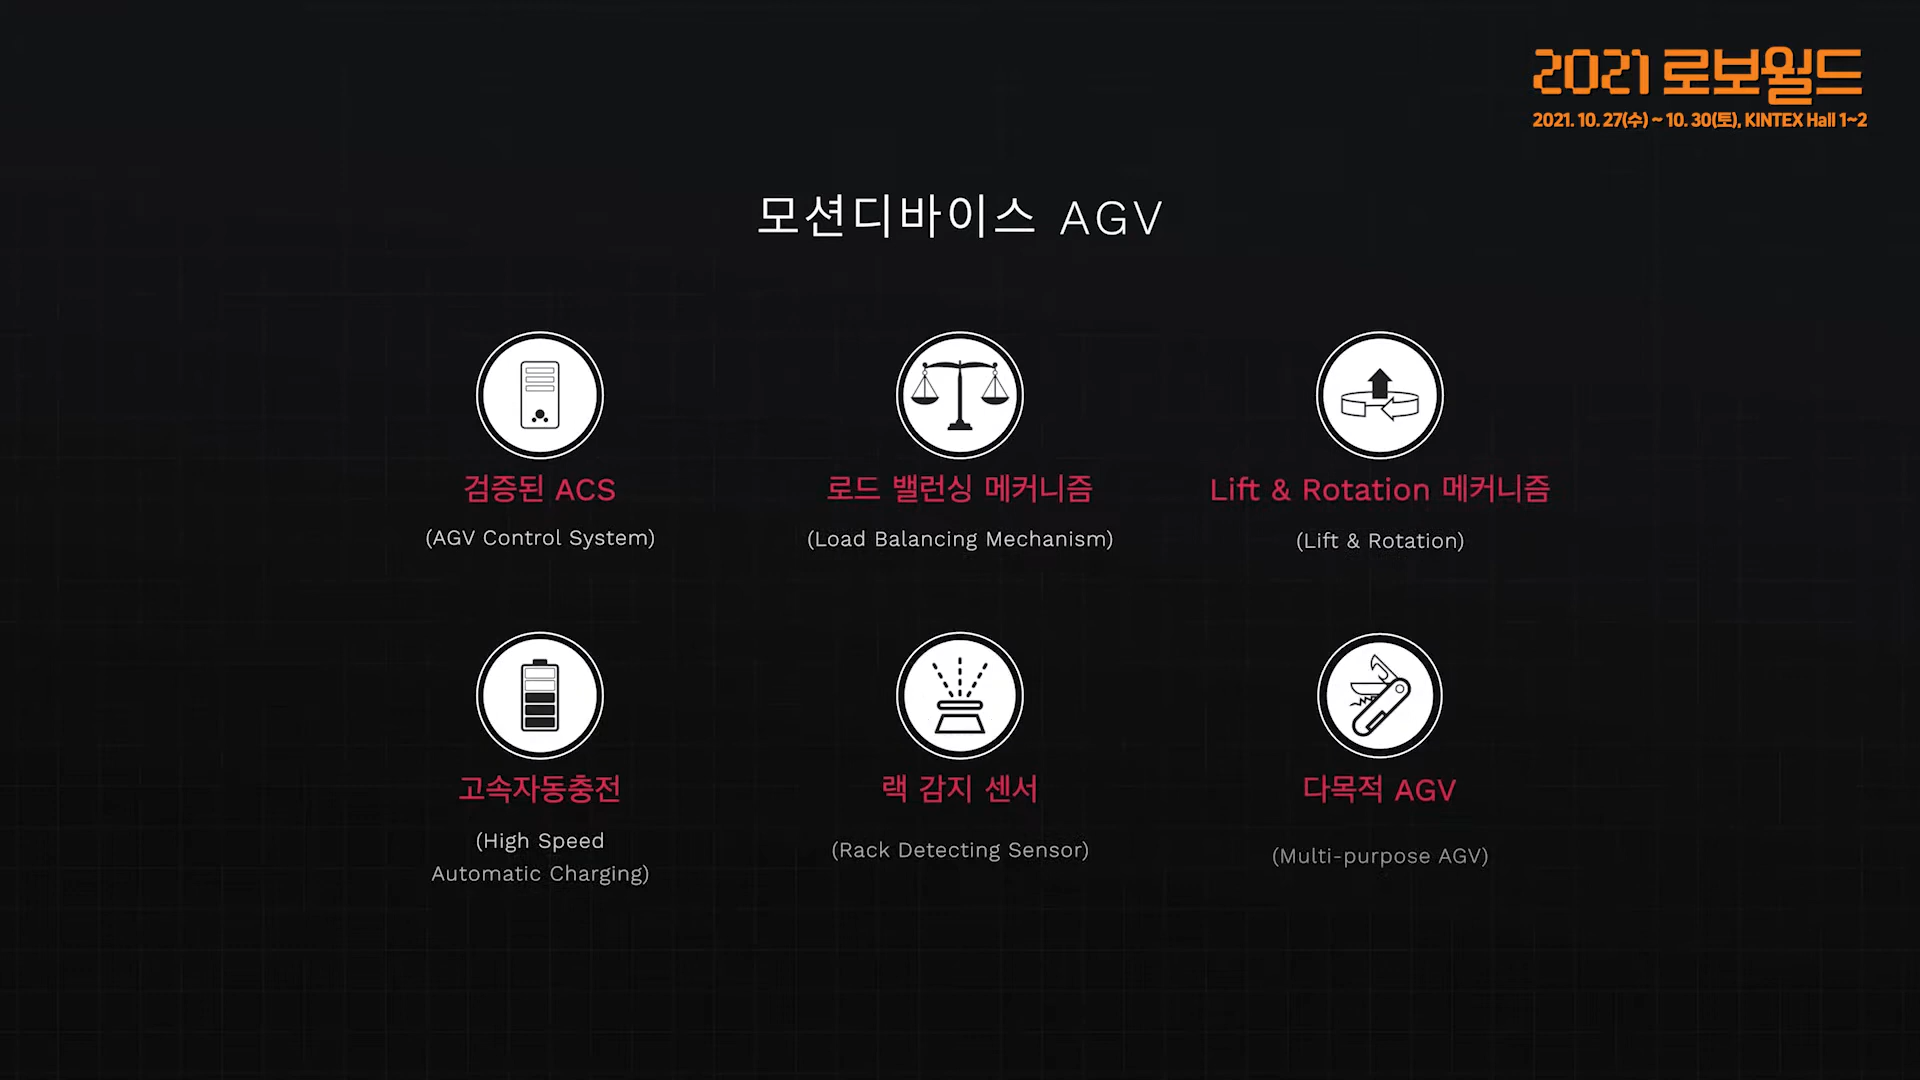 2021 로보월드
2021. 10. 27(수) ~ 10. 30(토), KINTEX Hall 1~2
모션디바이스 AGV
검증된 ACS
(AGV Control System)
로드 밸런싱 메커니즘
(Load Balancing Mechanism)
Lift & Rotation 메커니즘
(Lift & Rotation)
고속자동충전
(High Speed
Automatic Charging)
랙 감지 센서
(Rack Detecting Sensor)
다목적 AGV
(Multi-purpose AGV)